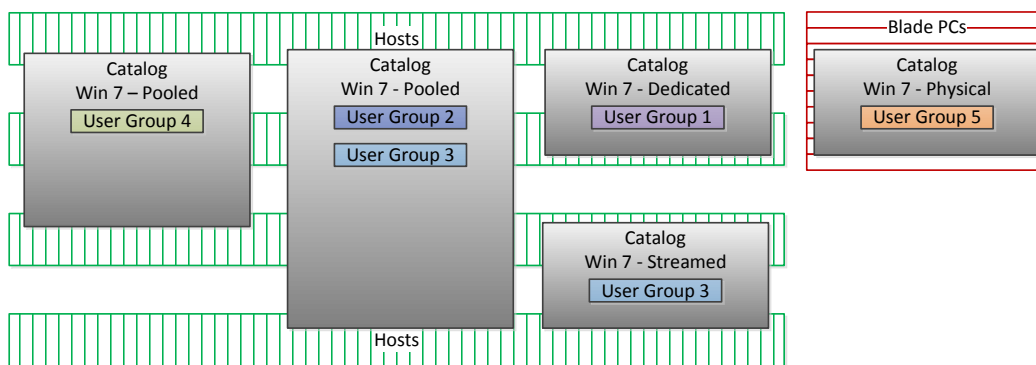 Hosts
Catalog
Win 7 – Pooled
User Group 4
Catalog
Win 7 - Pooled
User Group 2
User Group 3
Catalog
Win 7 - Dedicated
User Group 1
Blade PCs
Catalog
Win 7 - Physical
User Group 5
Catalog
Win 7 - Streamed
User Group 3
Hosts